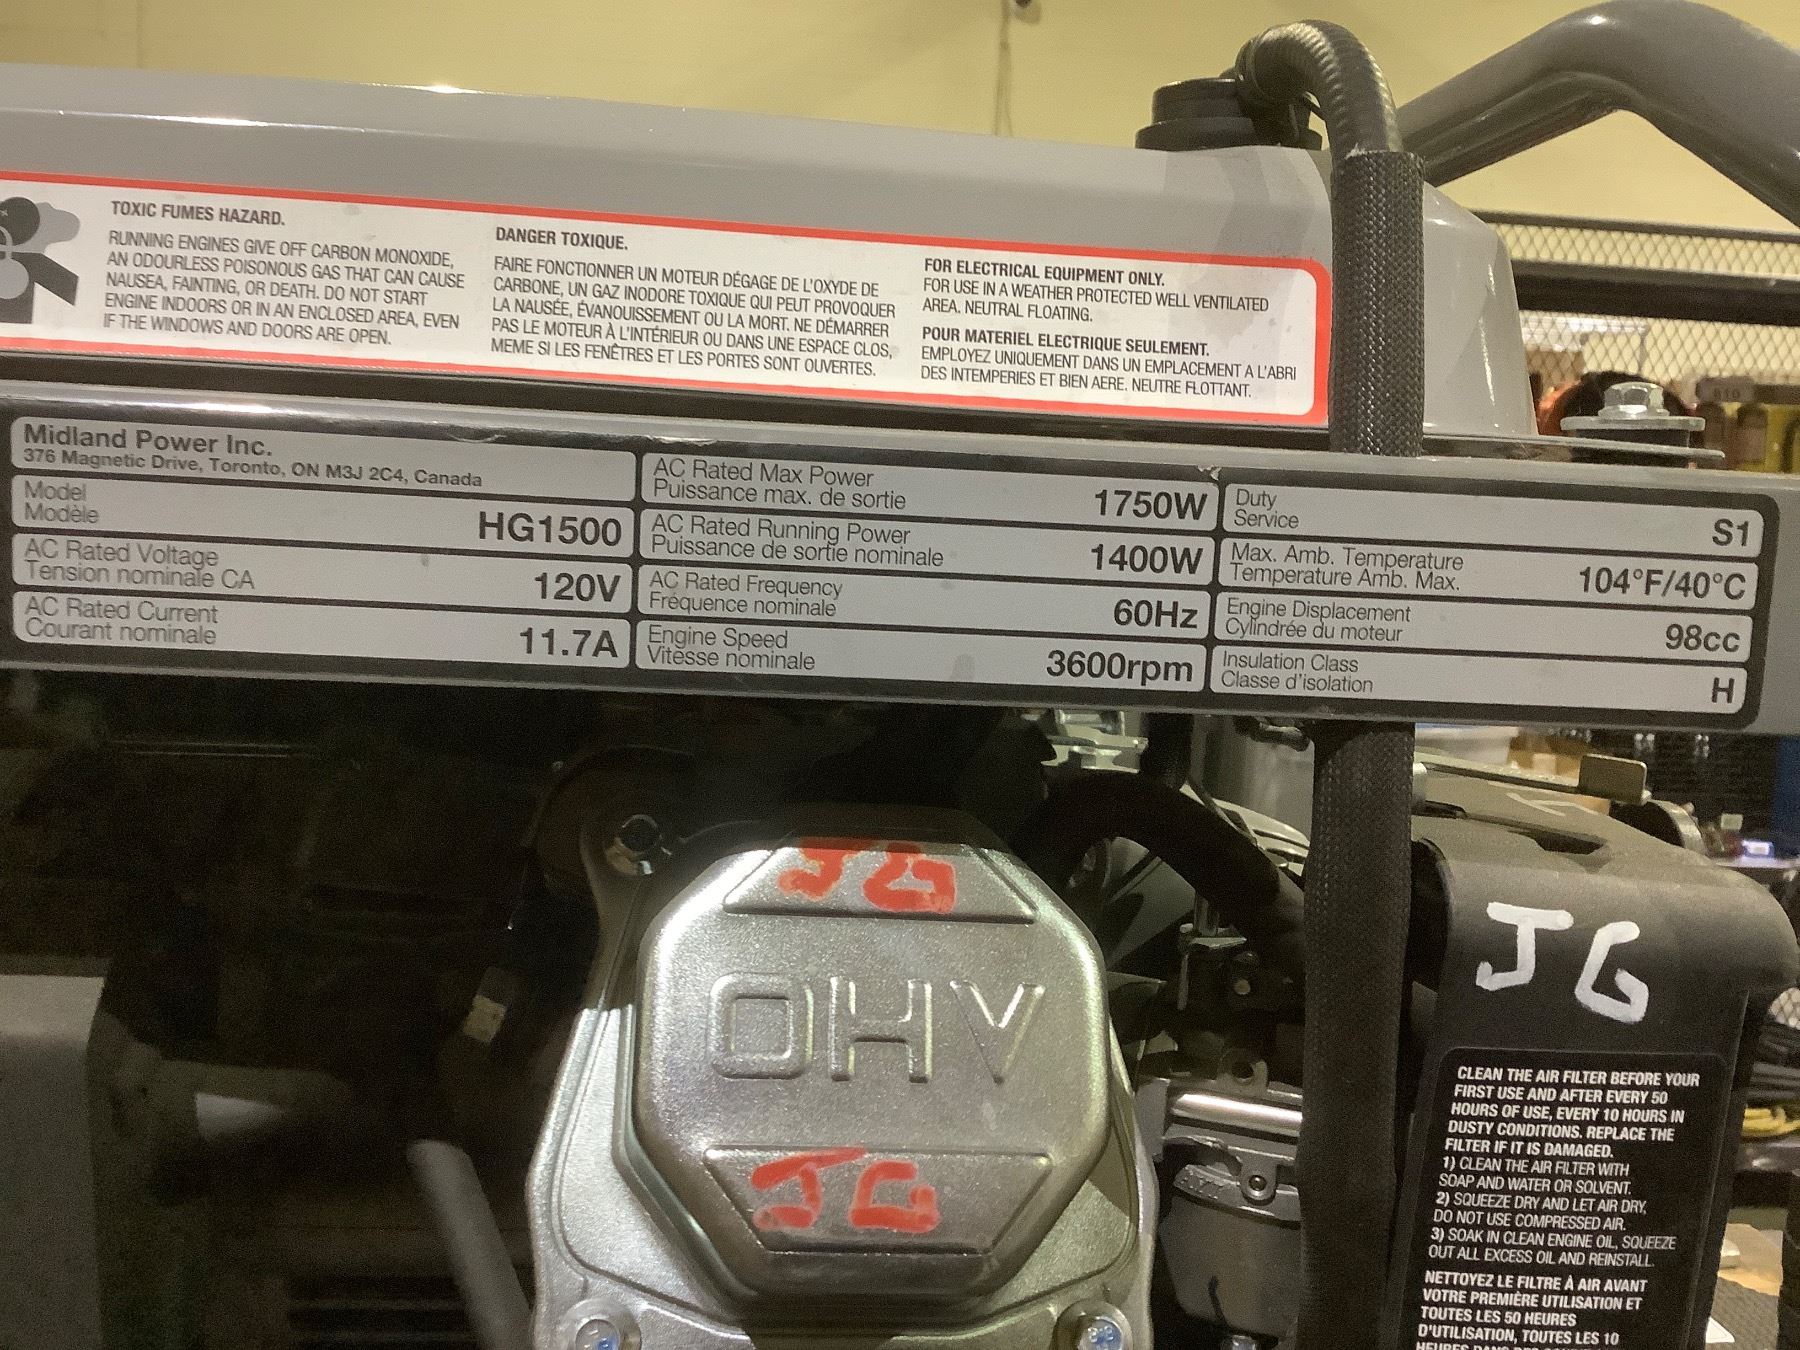 TOXIC FUMES HAZARD.
RUNNING ENGINES GIVE OFF CARBON MONOXIDE,
AN ODOURLESS POISONOUS GAS THAT CAN CAUSE
NAUSEA, FAINTING, OR DEATH. DO NOT START
ENGINE INDOORS OR IN AN ENCLOSED AREA, EVEN
IF THE WINDOWS AND DOORS ARE OPEN.
DANGER TOXIQUE.
FAIRE FONCTIONNER UN MOTEUR DÉGAGE DE L'OXYDE DE
CARBONE, UN GAZ INODORE TOXIQUE QUI PEUT PROVOQUER
LA NAUSÉE, ÉVANOUISSEMENT OU LA MORT. NE DÉMARRER
PAS LE MOTEUR À L'INTÉRIEUR OU DANS UNE ESPACE CLOS,
MEME SI LES FENÊTRES ET LES PORTES SONT OUVERTES.
FOR ELECTRICAL EQUIPMENT ONLY.
FOR USE IN A WEATHER PROTECTED WELL VENTILATED
AREA. NEUTRAL FLOATING.
POUR MATERIEL ELECTRIQUE SEULEMENT.
EMPLOYEZ UNIQUEMENT DANS UN EMPLACEMENT A L'ABRI
DES INTEMPERIES ET BIEN AERE. NEUTRE FLOTTANT.
Midland Power Inc.
376 Magnetic Drive, Toronto, ON M3J 2C4, Canada
Model
Modèle
HG1500
AC Rated Voltage
Tension nominale CA
120V
AC Rated Current
Courant nominale
11.7A
AC Rated Max Power
Puissance max. de sortie
1750W
AC Rated Running Power
Puissance de sortie nominale
1400W
AC Rated Frequency
Fréquence nominale
60Hz
Engine Speed
Vitesse nominale
3600rpm
Duty
Service
S1
Max. Amb. Temperature
Temperature Amb. Max.
104°F/40°C
Engine Displacement
Cylindrée du moteur
98cc
Insulation Class
Classe d'isolation
H
JG
OHV
JG
JG
CLEAN THE AIR FILTER BEFORE YOUR
FIRST USE AND AFTER EVERY 50
HOURS OF USE, EVERY 10 HOURS IN
DUSTY CONDITIONS. REPLACE THE
FILTER IF IT IS DAMAGED.
1) CLEAN THE AIR FILTER WITH
SOAP AND WATER OR SOLVENT.
2) SQUEEZE DRY AND LET AIR DRY,
DO NOT USE COMPRESSED AIR.
3) SOAK IN CLEAN ENGINE OIL, SQUEEZE
OUT ALL EXCESS OIL AND REINSTALL.
NETTOYEZ LE FILTRE À AIR AVANT
VOTRE PREMIÈRE UTILISATION ET
TOUTES LES 50 HEURES
D'UTILISATION, TOUTES LES 10